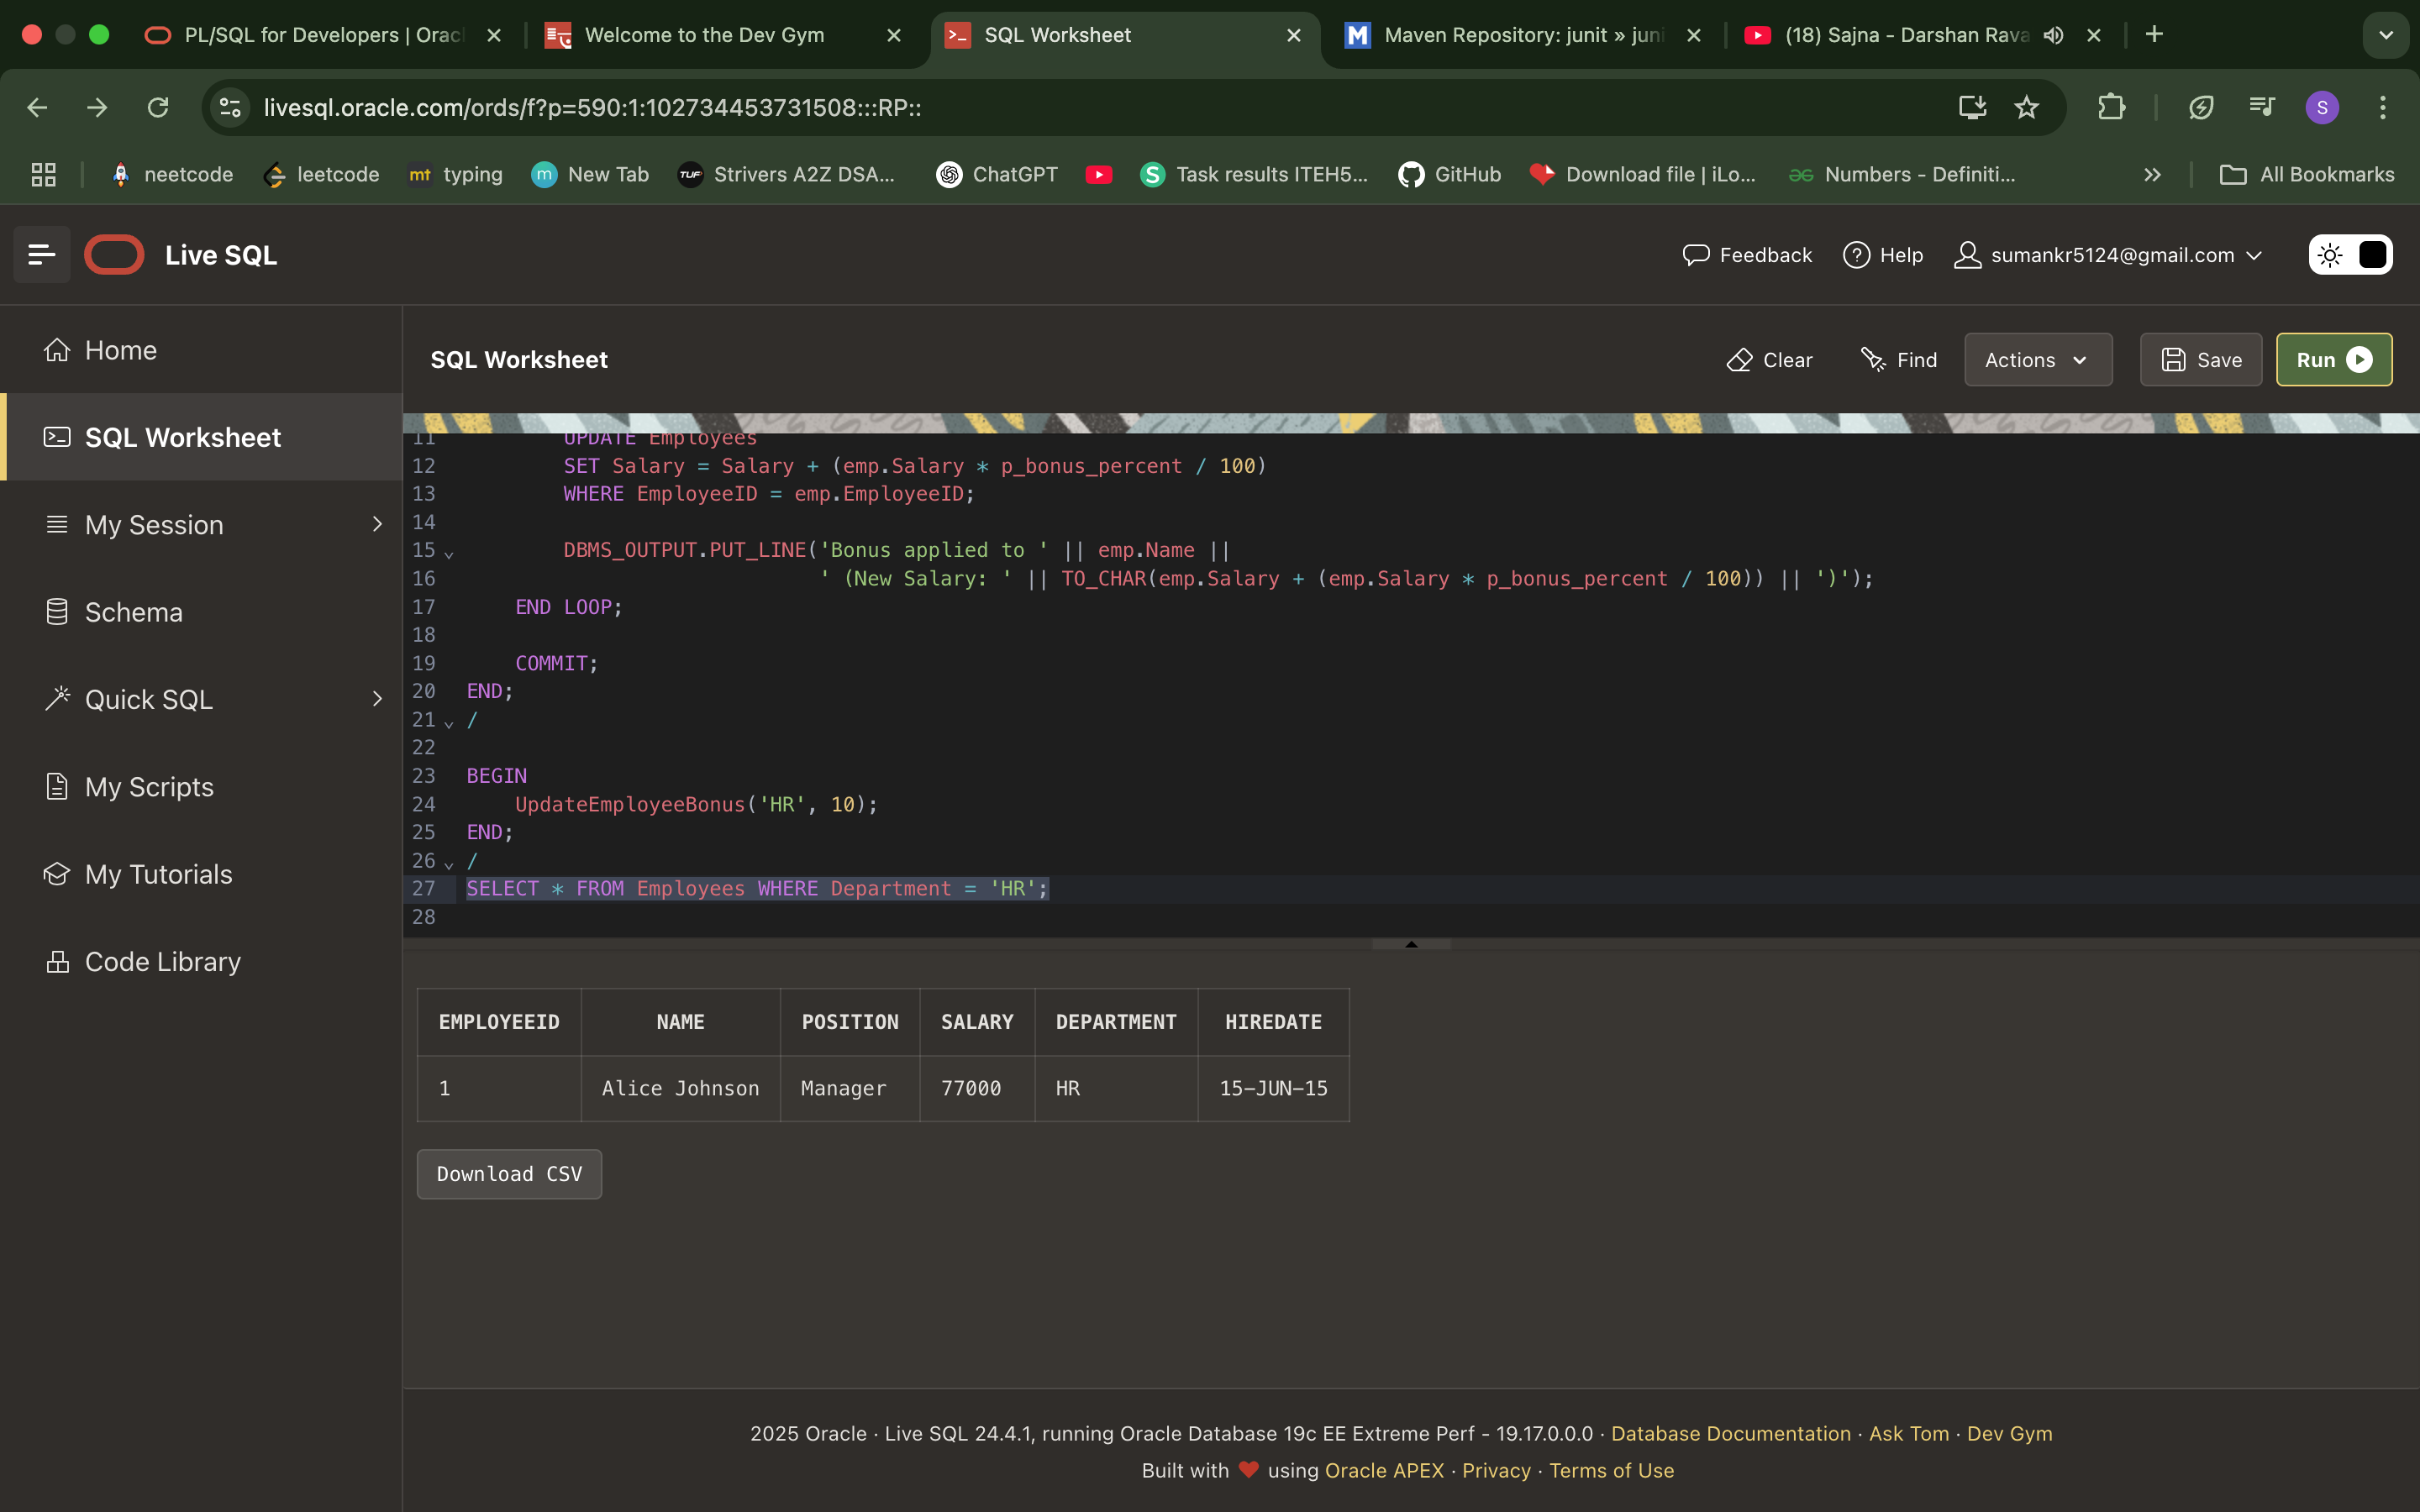 PL/SQL for Developers | Orac
Welcome to the Dev Gym
SQL Worksheet
Maven Repository: junit » juni
(18) Sajna - Darshan Rava
livesql.oracle.com/ords/f?p=590:1:102734453731508:::RP::
S
neetcode
leetcode
mt typing
m New Tab
TUF Strivers A2Z DSA...
ChatGPT
S Task results ITEH5...
GitHub
Download file | iLo...
Numbers - Definiti...
All Bookmarks
Live SQL
Feedback
Help
sumankr5124@gmail.com
Home
SQL Worksheet
My Session
Schema
Quick SQL
My Scripts
My Tutorials
Code Library
SQL Worksheet
Clear
Find
Actions
Save
Run
11 UPDATE Employees
12 SET Salary = Salary + (emp.Salary * p_bonus_percent / 100)
13 WHERE EmployeeID = emp.EmployeeID;
14
15 DBMS_OUTPUT.PUT_LINE('Bonus applied to ' || emp.Name ||
16 ' (New Salary: ' || TO_CHAR(emp.Salary + (emp.Salary * p_bonus_percent / 100)) || ')');
17 END LOOP;
18
19 COMMIT;
20 END;
21 /
22
23 BEGIN
24 UpdateEmployeeBonus('HR', 10);
25 END;
26 /
27 SELECT * FROM Employees WHERE Department = 'HR';
28
EMPLOYEEID NAME POSITION SALARY DEPARTMENT HIREDATE
1 Alice Johnson Manager 77000 HR 15-JUN-15
Download CSV
2025 Oracle · Live SQL 24.4.1, running Oracle Database 19c EE Extreme Perf - 19.17.0.0.0 · Database Documentation · Ask Tom · Dev Gym
Built with ❤ using Oracle APEX · Privacy · Terms of Use